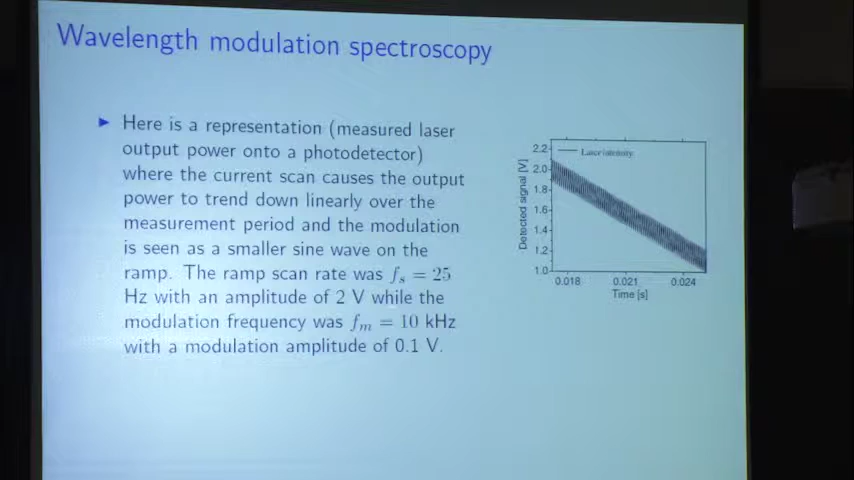 Wavelength modulation spectroscopy
Here is a representation (measured laser
output power onto a photodetector)
where the current scan causes the output
power to trend down linearly over the
measurement period and the modulation
is seen as a smaller sine wave on the
ramp. The ramp scan rate was fₛ = 25
Hz with an amplitude of 2 V while the
modulation frequency was fₘ = 10 kHz
with a modulation amplitude of 0.1 V.
Laser intensity
Detected signal [V]
2.2
2.0
1.8
1.6
1.4
1.2
1.0
0.018 0.021 0.024
Time [s]